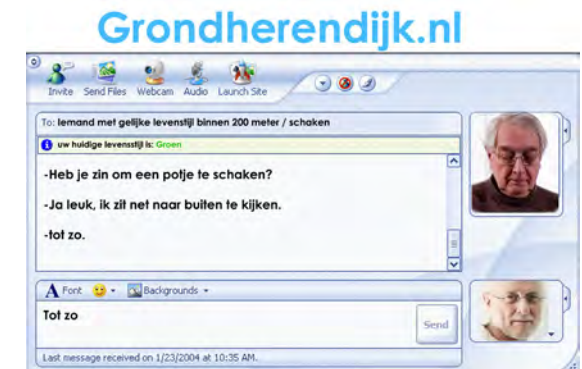 Grondherendijk.nl
Invite Send Files Webcam Audio Launch Site
To: Iemand met gelijke levenstijl binnen 200 meter / schaken
uw huidige levensstijl is: Groen
-Heb je zin om een potje te schaken?
-Ja leuk, ik zit net naar buiten te kijken.
-tot zo.
A Font Backgrounds
Tot zo
Send
Last message received on 1/23/2004 at 10:35 AM.